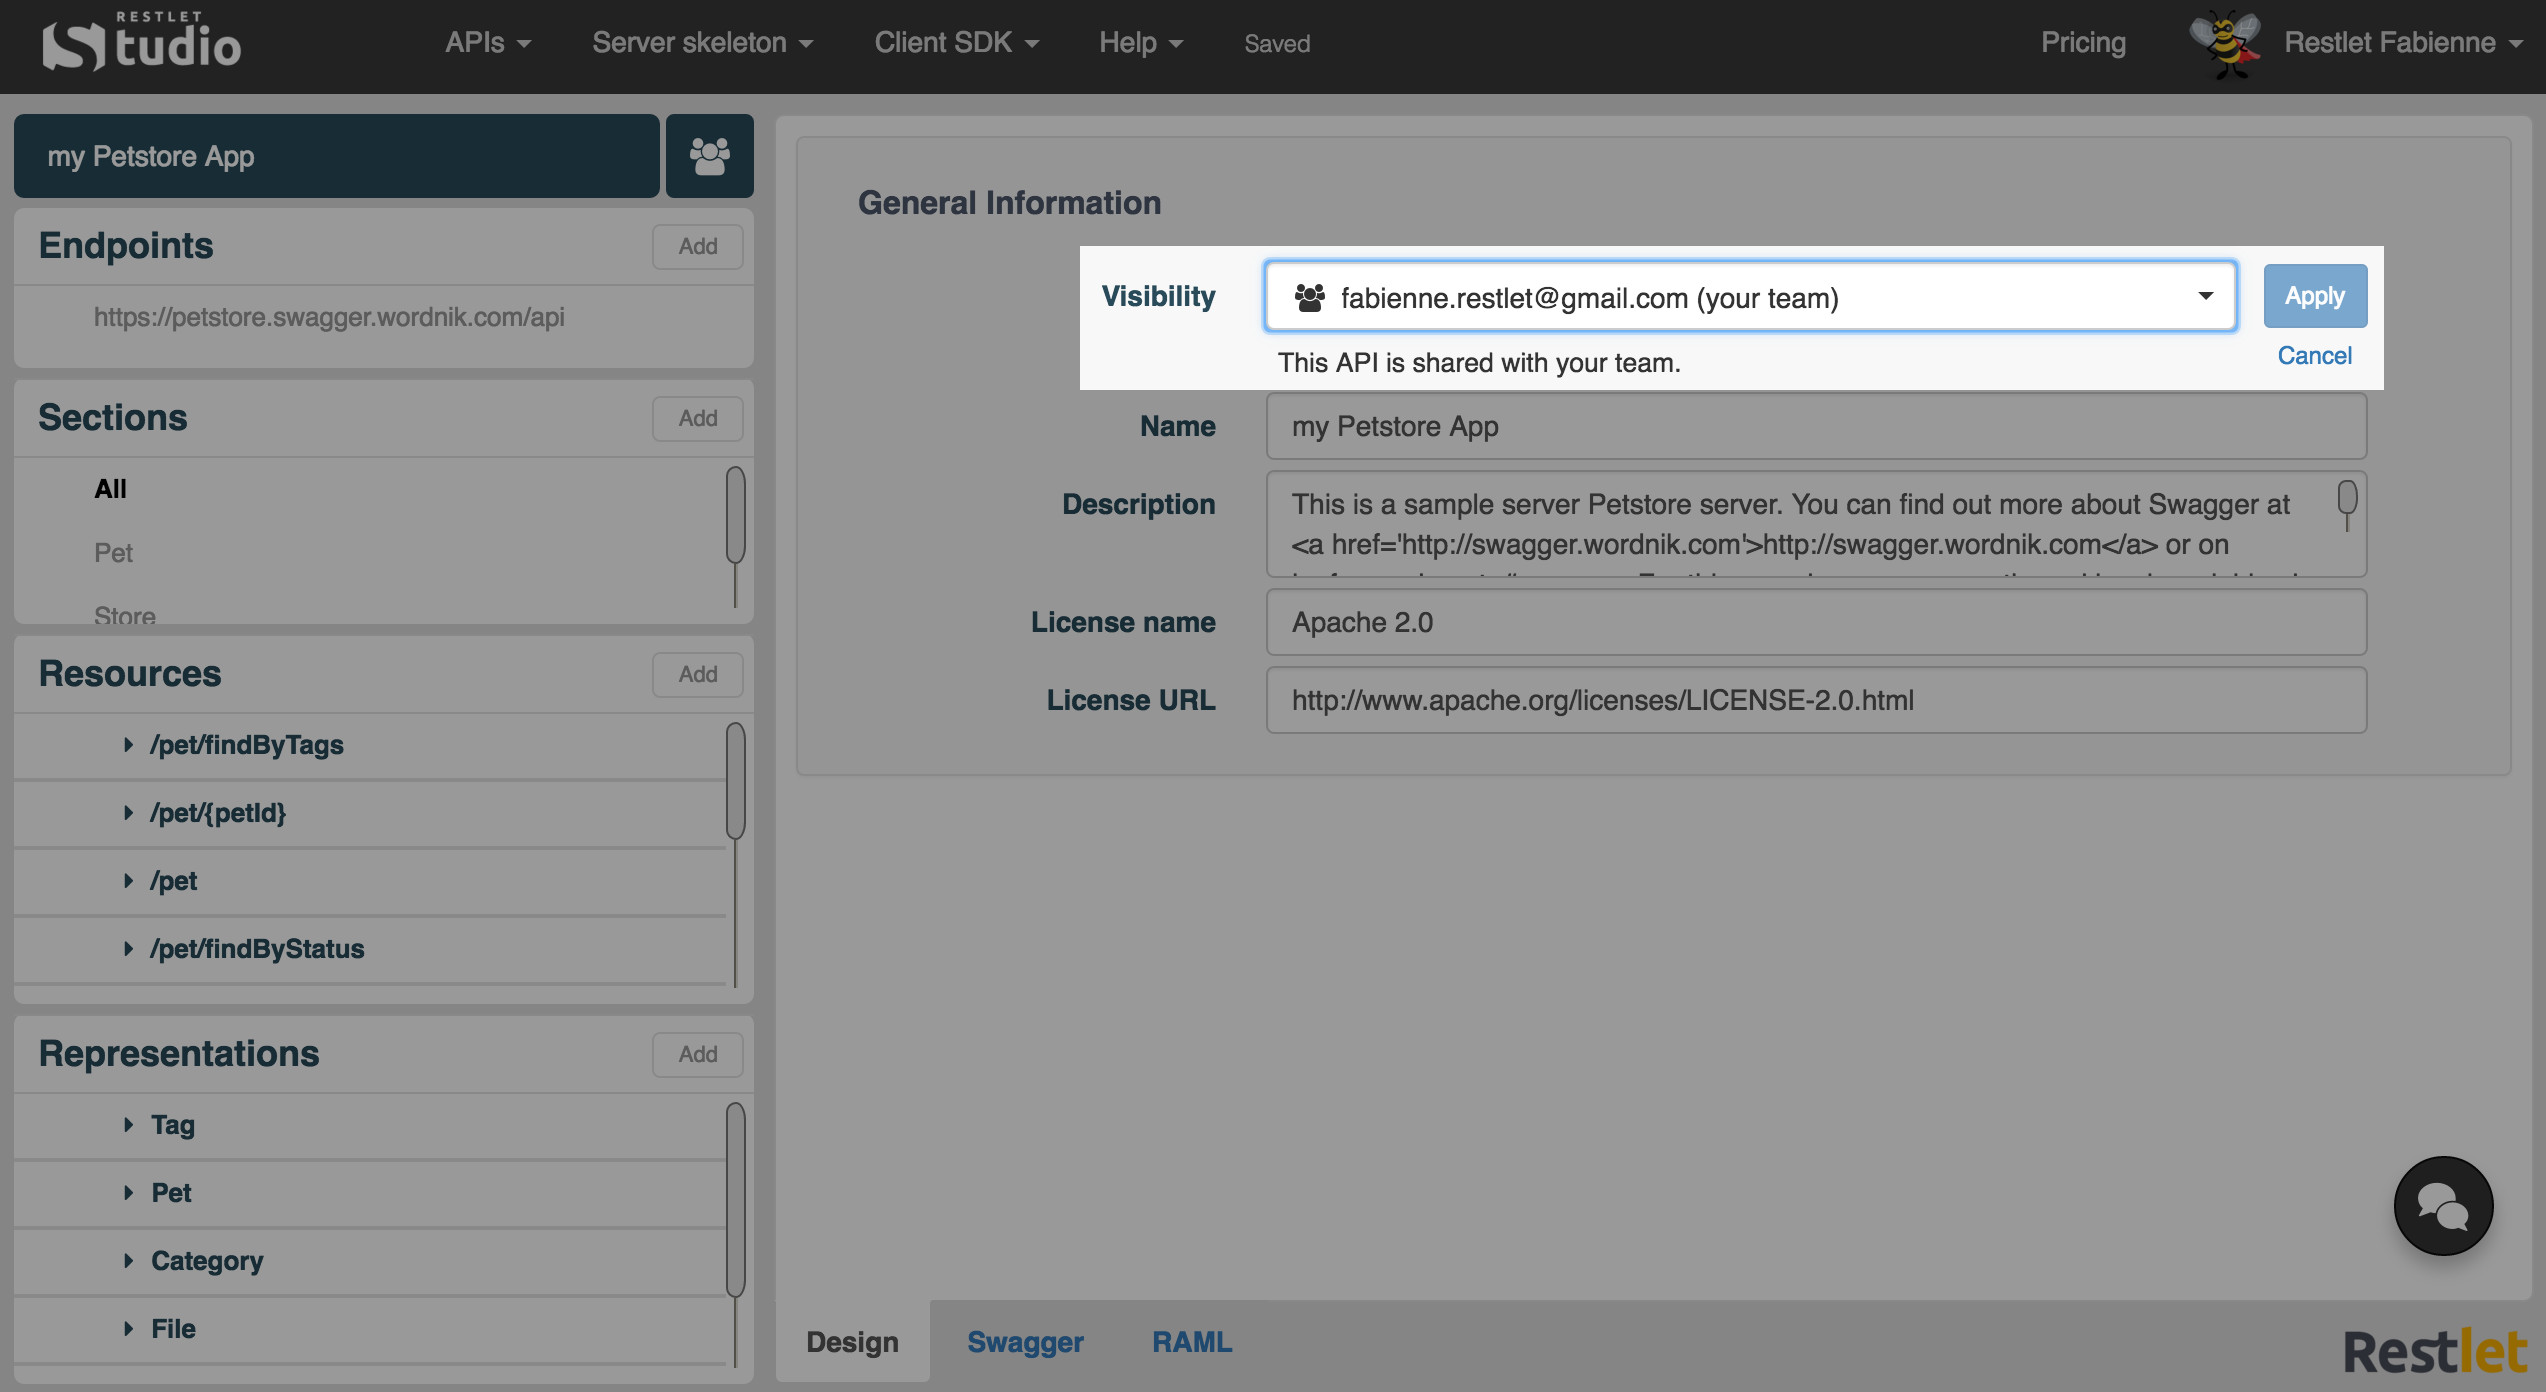 RESTLET
Studio
APIs
Server skeleton
Client SDK
Help
Saved
Pricing
Restlet Fabienne
my Petstore App
Endpoints
Add
https://petstore.swagger.wordnik.com/api
Sections
Add
All
Pet
Store
Resources
Add
/pet/findByTags
/pet/{petId}
/pet
/pet/findByStatus
Representations
Add
Tag
Pet
Category
File
General Information
Visibility
fabienne.restlet@gmail.com (your team)
Apply
This API is shared with your team.
Cancel
Name
my Petstore App
Description
This is a sample server Petstore server. You can find out more about Swagger at
<a href='http://swagger.wordnik.com'>http://swagger.wordnik.com</a> or on
License name
Apache 2.0
License URL
http://www.apache.org/licenses/LICENSE-2.0.html
Design
Swagger
RAML
Restlet